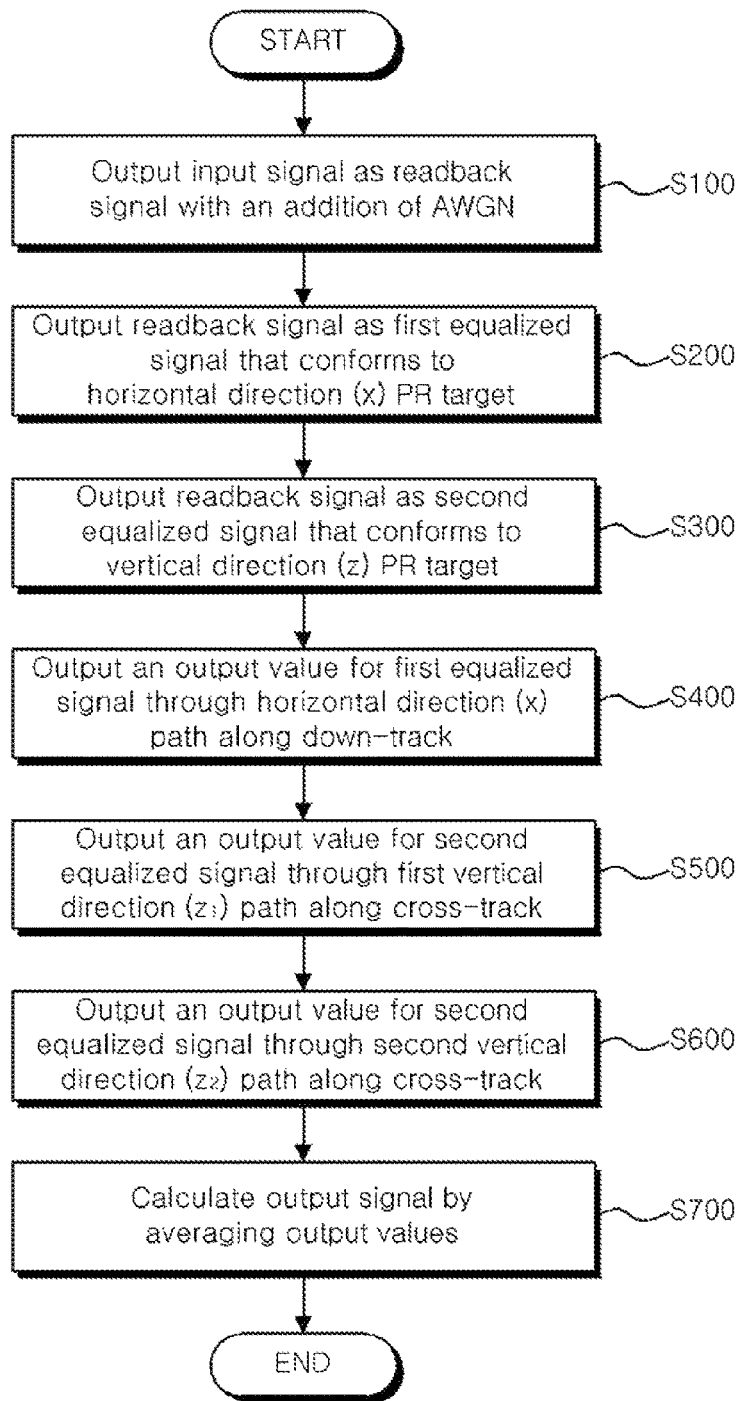 START
Output input signal as readback
signal with an addition of AWGN
S100
Output readback signal as first equalized
signal that conforms to
horizontal direction (x) PR target
S200
Output readback signal as second
equalized signal that conforms to
vertical direction (z) PR target
S300
Output an output value for first equalized
signal through horizontal direction (x)
path along down-track
S400
Output an output value for second
equalized signal through first vertical
direction (z₁) path along cross-track
S500
Output an output value for second
equalized signal through second vertical
direction (z₂) path along cross-track
S600
Calculate output signal by
averaging output values
S700
END